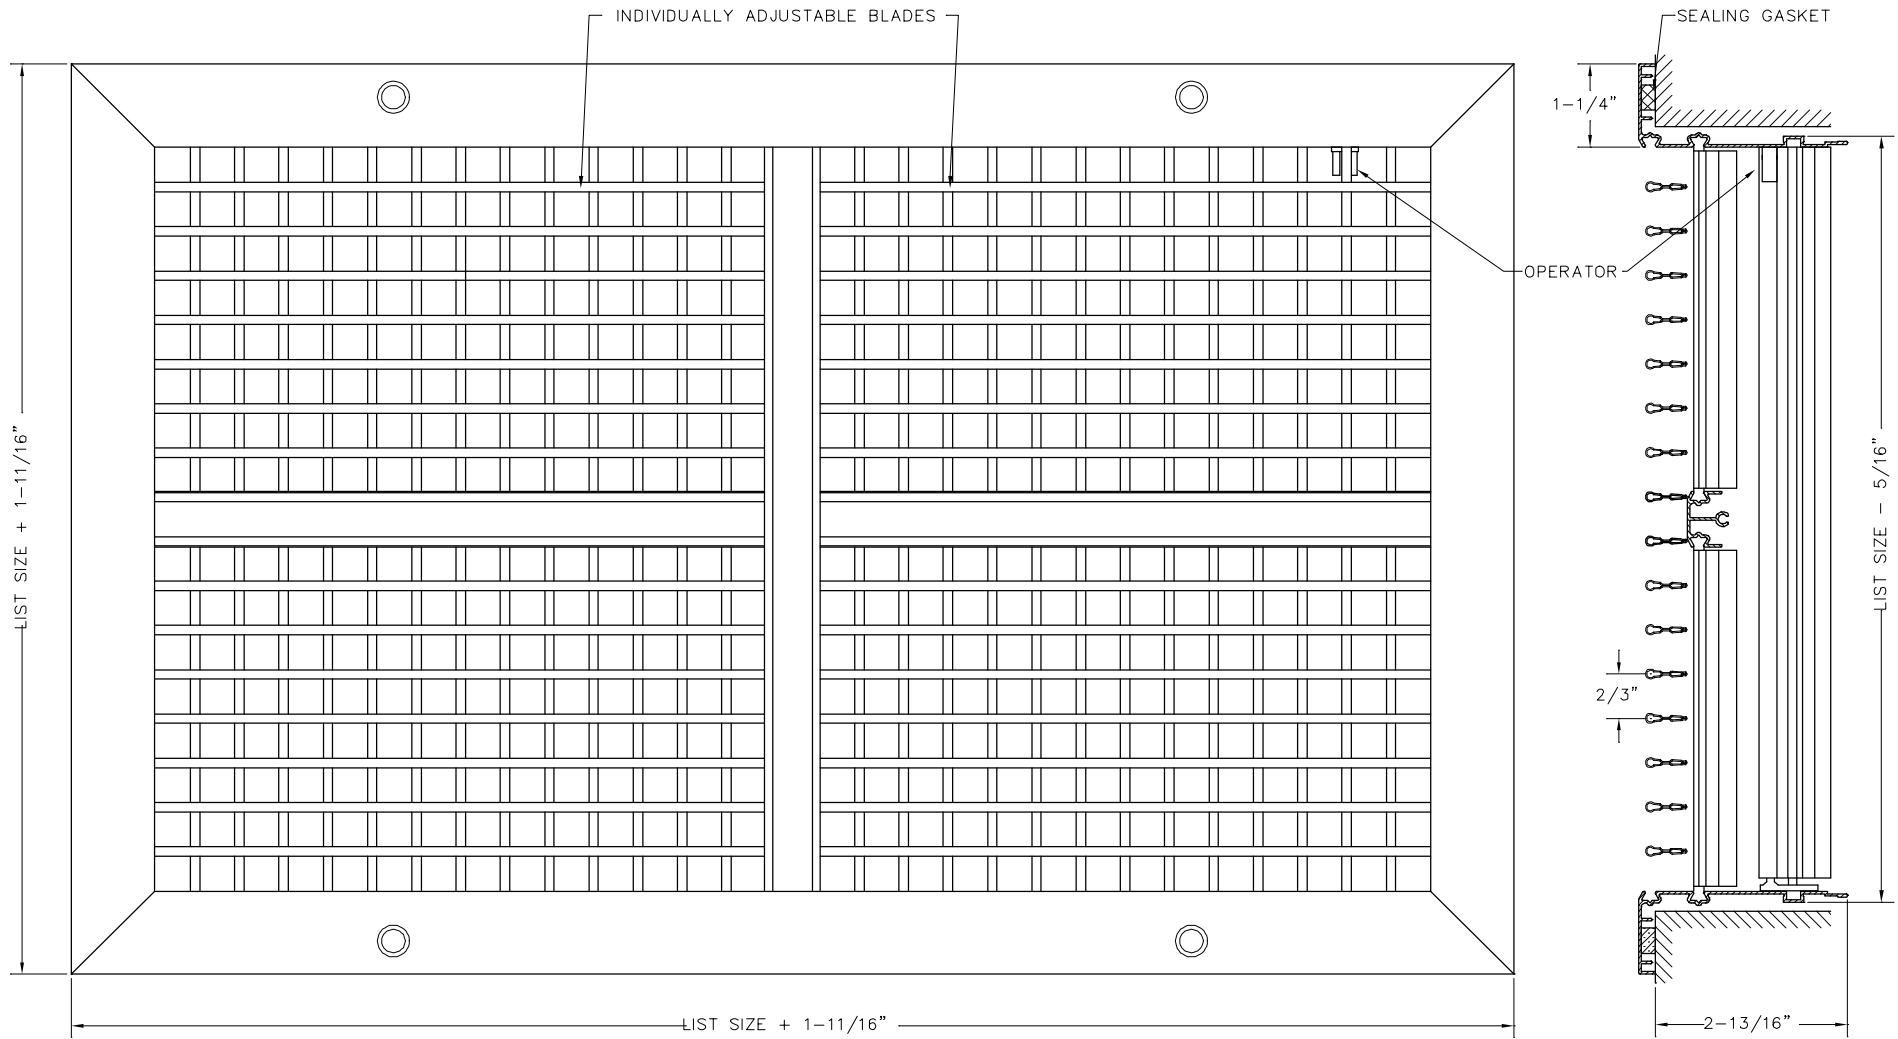 INDIVIDUALLY ADJUSTABLE BLADES
SEALING GASKET
1-1/4"
OPERATOR
LIST SIZE + 1-11/16"
LIST SIZE - 5/16"
2/3"
LIST SIZE + 1-11/16"
2-13/16"